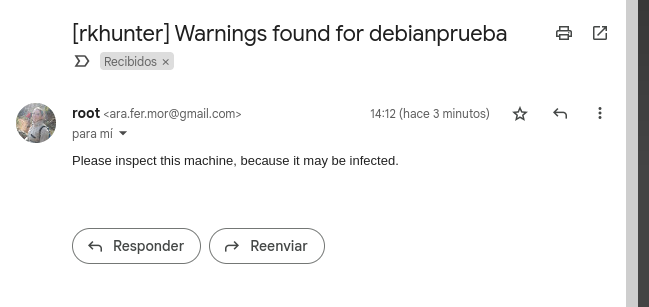 [rkhunter] Warnings found for debianprueba
Recibidos ×
root <ara.fer.mor@gmail.com> 14:12 (hace 3 minutos)
para mí
Please inspect this machine, because it may be infected.
Responder Reenviar